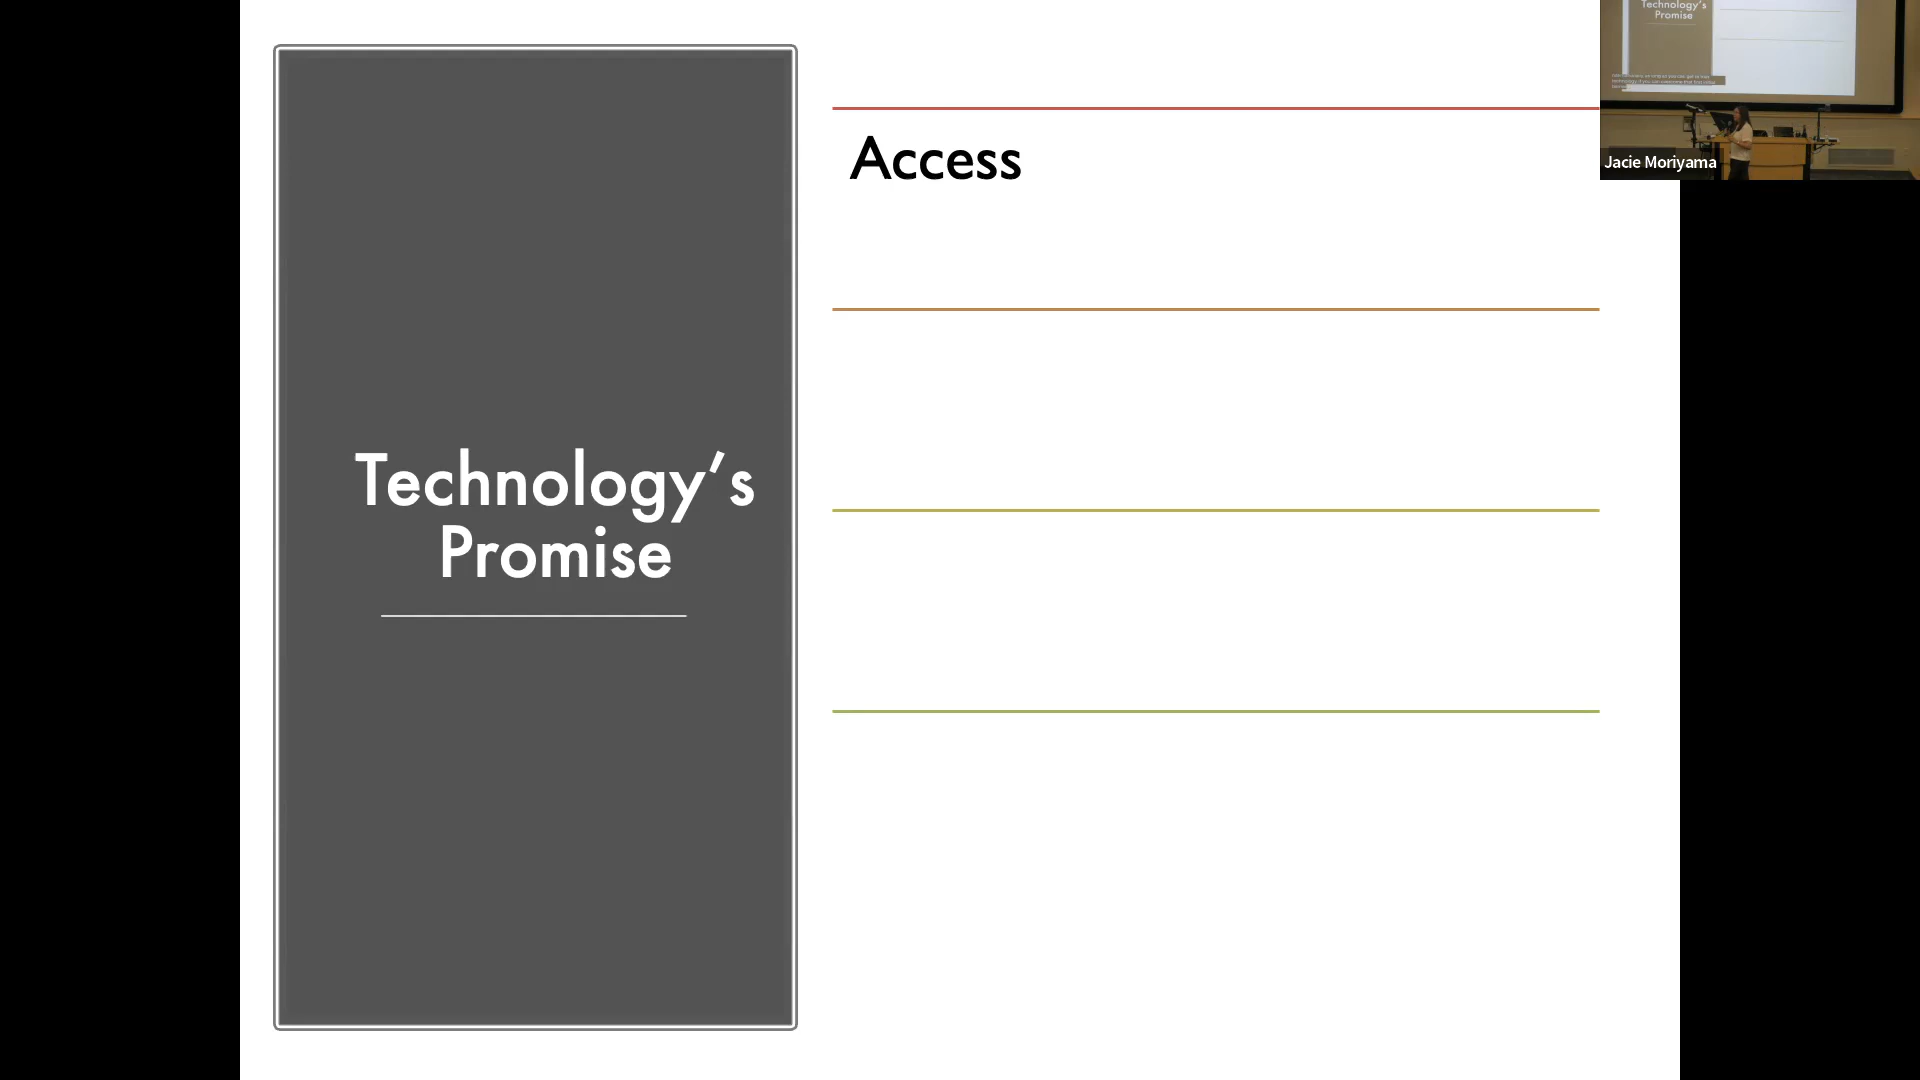 Technology’s
Promise
Access
Technology’s
Promise
Jacie Moriyama